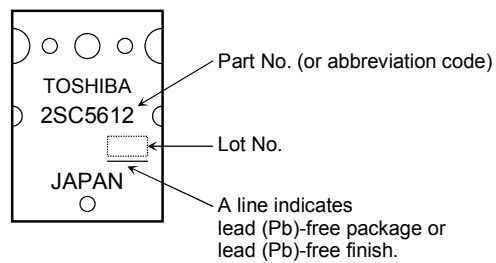 TOSHIBA
2SC5612
JAPAN
Part No. (or abbreviation code)
Lot No.
A line indicates
lead (Pb)-free package or
lead (Pb)-free finish.